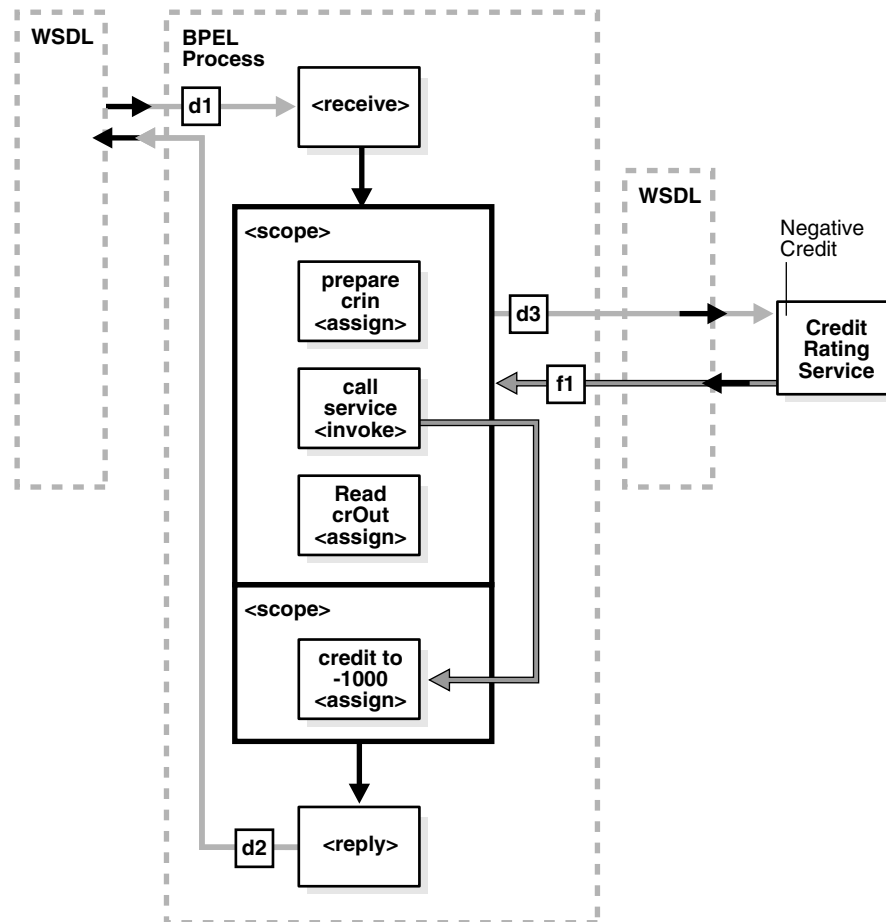 WSDL
BPEL
Process
d1
<receive>
<scope>
prepare
crin
<assign>
d3
WSDL
Negative
Credit
Credit
Rating
Service
f1
call
service
<invoke>
Read
crOut
<assign>
<scope>
credit to
-1000
<assign>
d2
<reply>